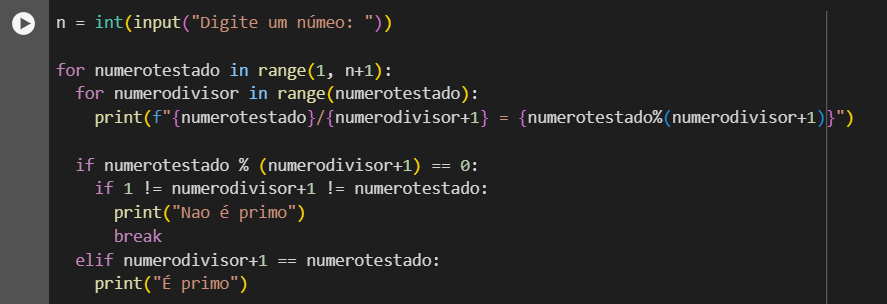 n = int(input("Digite um númeo: "))
for numerotestado in range(1, n+1):
  for numerodivisor in range(numerotestado):
    print(f"{numerotestado}/{numerodivisor+1} = {numerotestado%(numerodivisor+1)}")
  if numerotestado % (numerodivisor+1) == 0:
    if 1 != numerodivisor+1 != numerotestado:
      print("Nao é primo")
      break
  elif numerodivisor+1 == numerotestado:
    print("É primo")